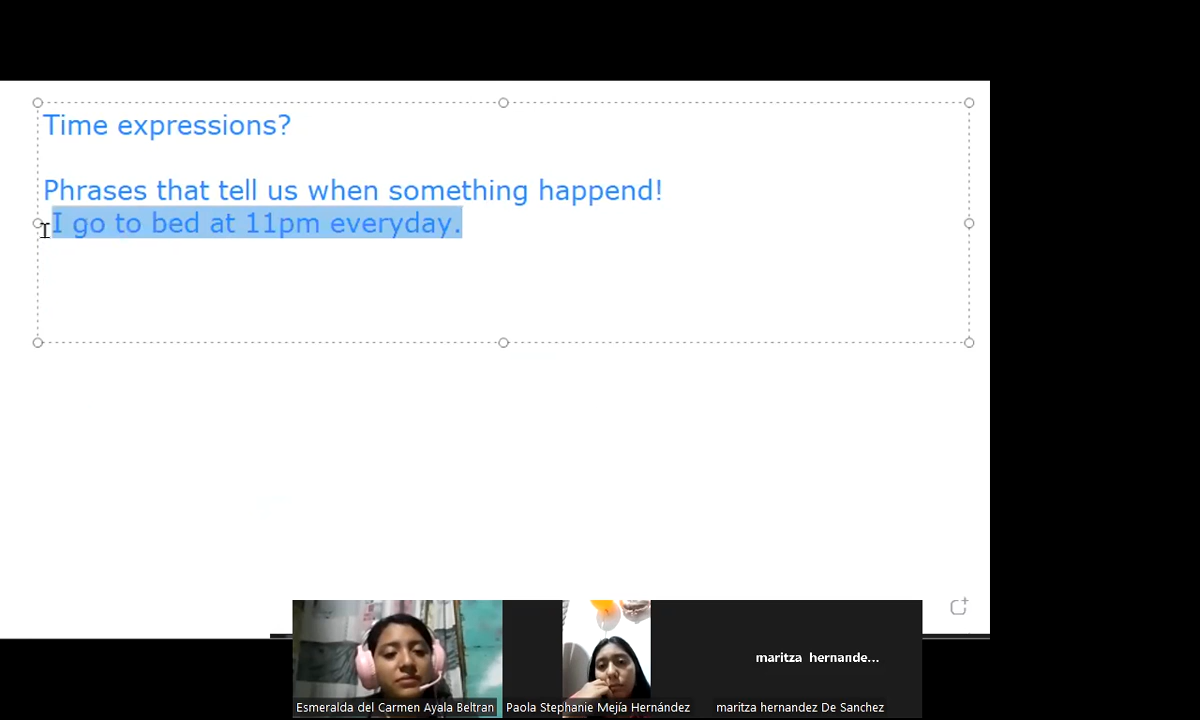 Time expressions?
Phrases that tell us when something happend!
I go to bed at 11pm everyday.
maritza hernande...
Esmeralda del Carmen Ayala Beltran
Paola Stephanie Mejía Hernández
maritza hernandez De Sanchez